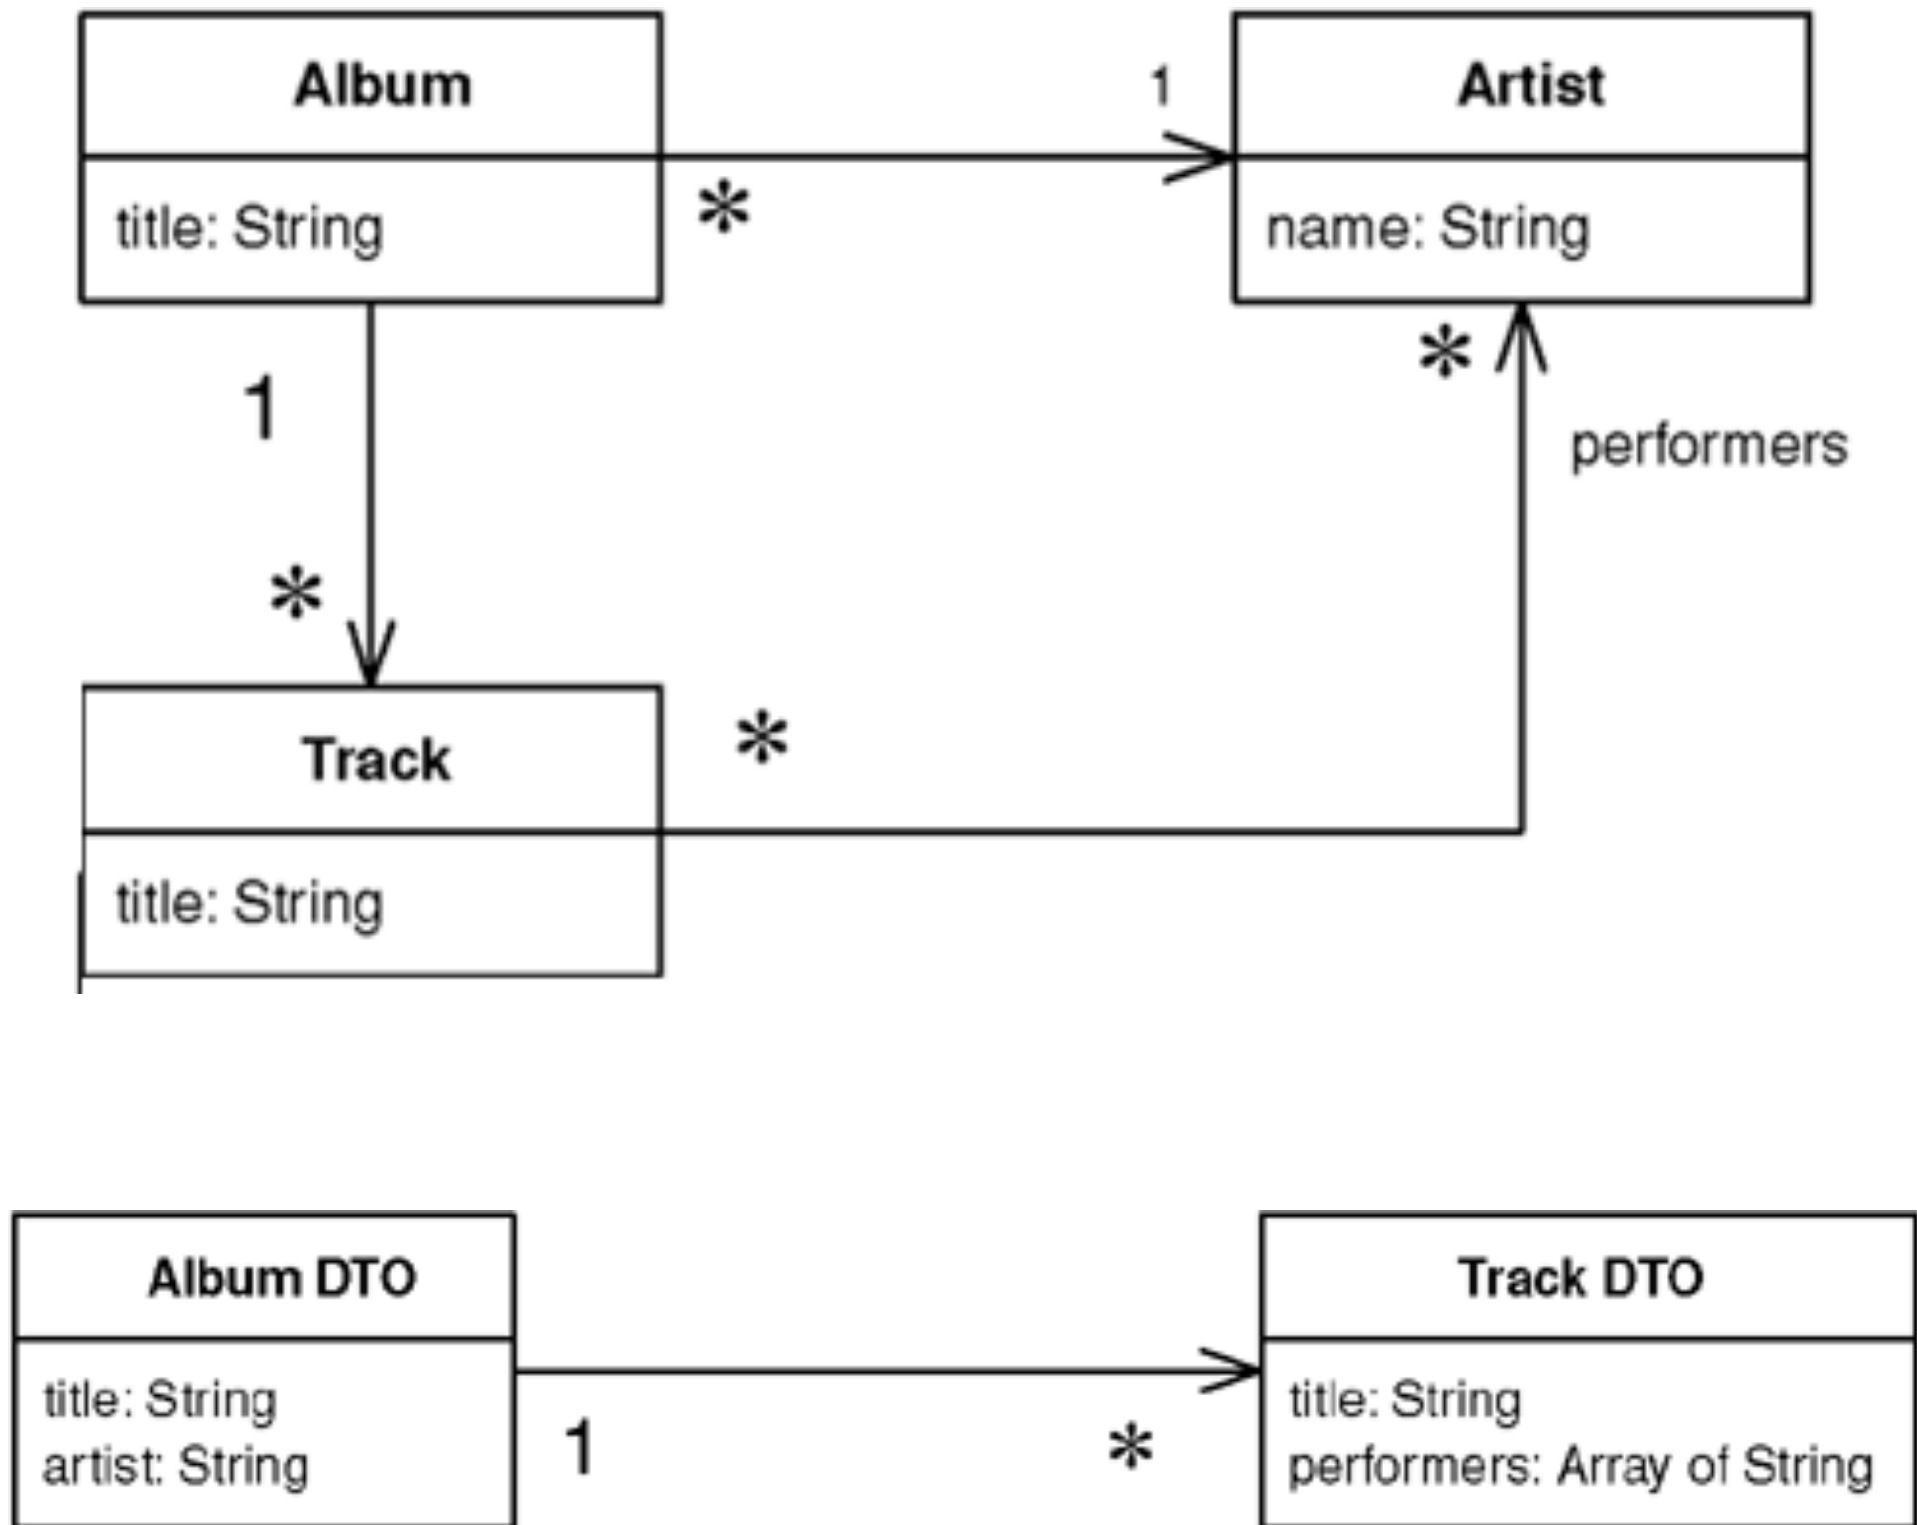 Album
1
Artist
title: String
*
name: String
*
1
performers
*
Track
*
title: String
Album DTO
Track DTO
title: String
artist: String
1
*
title: String
performers: Array of String